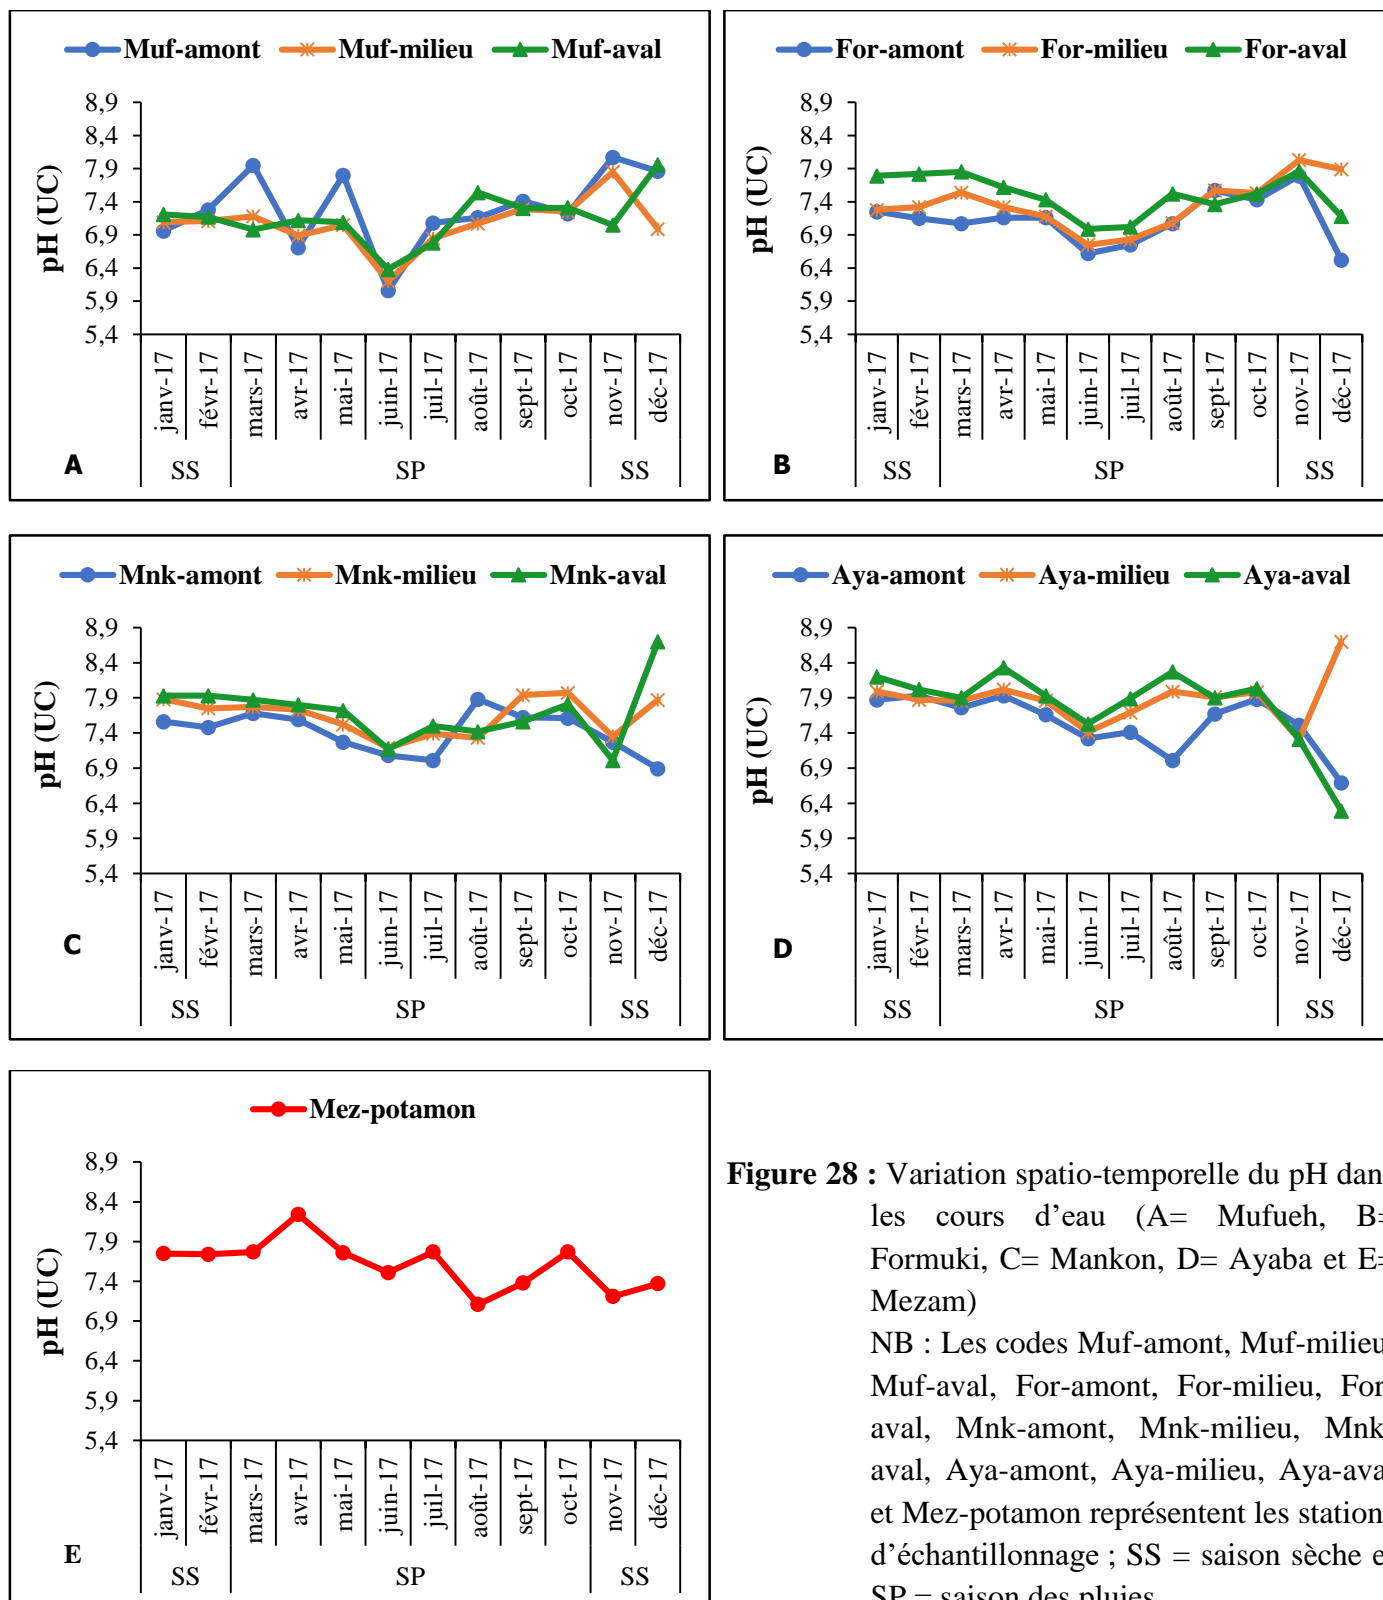 Muf-amont Muf-milieu Muf-aval
pH (UC)
8,9
8,4
7,9
7,4
6,9
6,4
5,9
5,4
janv-17 févr-17 mars-17 avr-17 mai-17 juin-17 juil-17 août-17 sept-17 oct-17 nov-17 déc-17
SS SP SS
A
For-amont For-milieu For-aval
pH (UC)
8,9
8,4
7,9
7,4
6,9
6,4
5,9
5,4
janv-17 févr-17 mars-17 avr-17 mai-17 juin-17 juil-17 août-17 sept-17 oct-17 nov-17 déc-17
SS SP SS
B
Mnk-amont Mnk-milieu Mnk-aval
pH (UC)
8,9
8,4
7,9
7,4
6,9
6,4
5,9
5,4
janv-17 févr-17 mars-17 avr-17 mai-17 juin-17 juil-17 août-17 sept-17 oct-17 nov-17 déc-17
SS SP SS
C
Aya-amont Aya-milieu Aya-aval
pH (UC)
8,9
8,4
7,9
7,4
6,9
6,4
5,9
5,4
janv-17 févr-17 mars-17 avr-17 mai-17 juin-17 juil-17 août-17 sept-17 oct-17 nov-17 déc-17
SS SP SS
D
Mez-potamon
pH (UC)
8,9
8,4
7,9
7,4
6,9
6,4
5,9
5,4
janv-17 févr-17 mars-17 avr-17 mai-17 juin-17 juil-17 août-17 sept-17 oct-17 nov-17 déc-17
SS SP SS
E
Figure 28 : Variation spatio-temporelle du pH dan
les cours d’eau (A= Mufueh, B=
Formuki, C= Mankon, D= Ayaba et E=
Mezam)
NB : Les codes Muf-amont, Muf-milieu
Muf-aval, For-amont, For-milieu, For
aval, Mnk-amont, Mnk-milieu, Mnk
aval, Aya-amont, Aya-milieu, Aya-ava
et Mez-potamon représentent les station
d’échantillonnage ; SS = saison sèche e
SP = saison des pluies